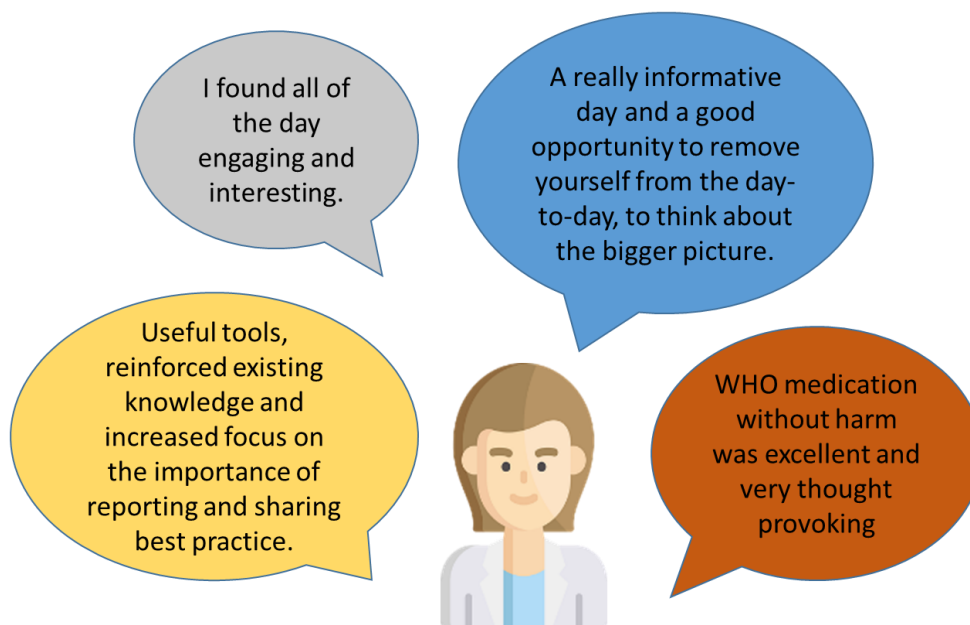 I found all of
the day
engaging and
interesting.
A really informative
day and a good
opportunity to remove
yourself from the day-
to-day, to think about
the bigger picture.
Useful tools,
reinforced existing
knowledge and
increased focus on
the importance of
reporting and sharing
best practice.
WHO medication
without harm
was excellent and
very thought
provoking